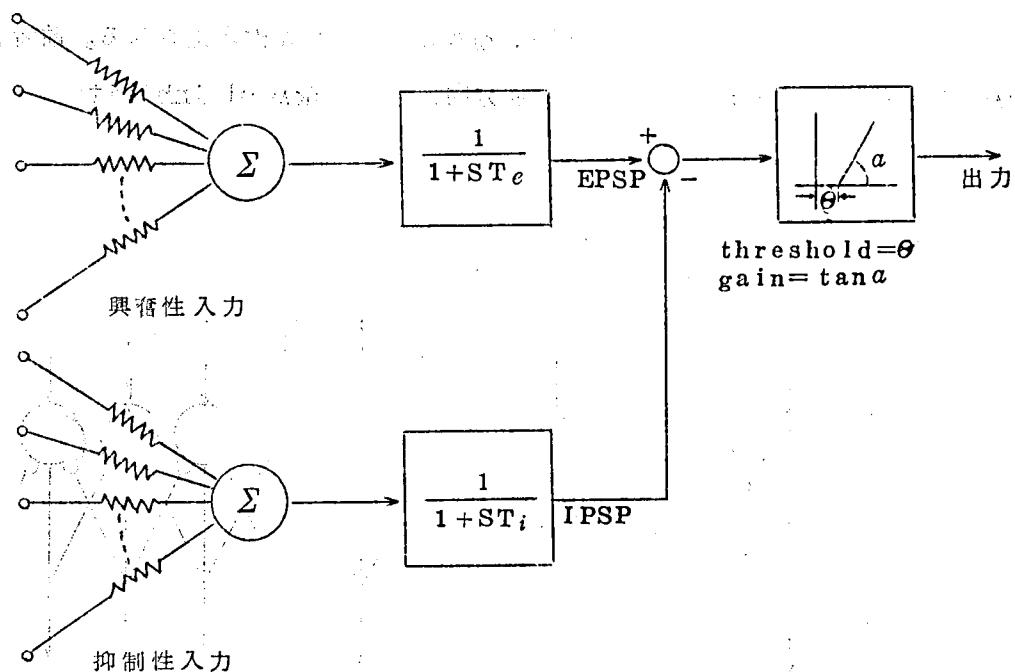 Σ
1
1+STe
EPSP
+
−
a
Θ
出力
threshold=Θ
gain=tana
興奮性入力
Σ
1
1+STi
IPSP
抑制性入力